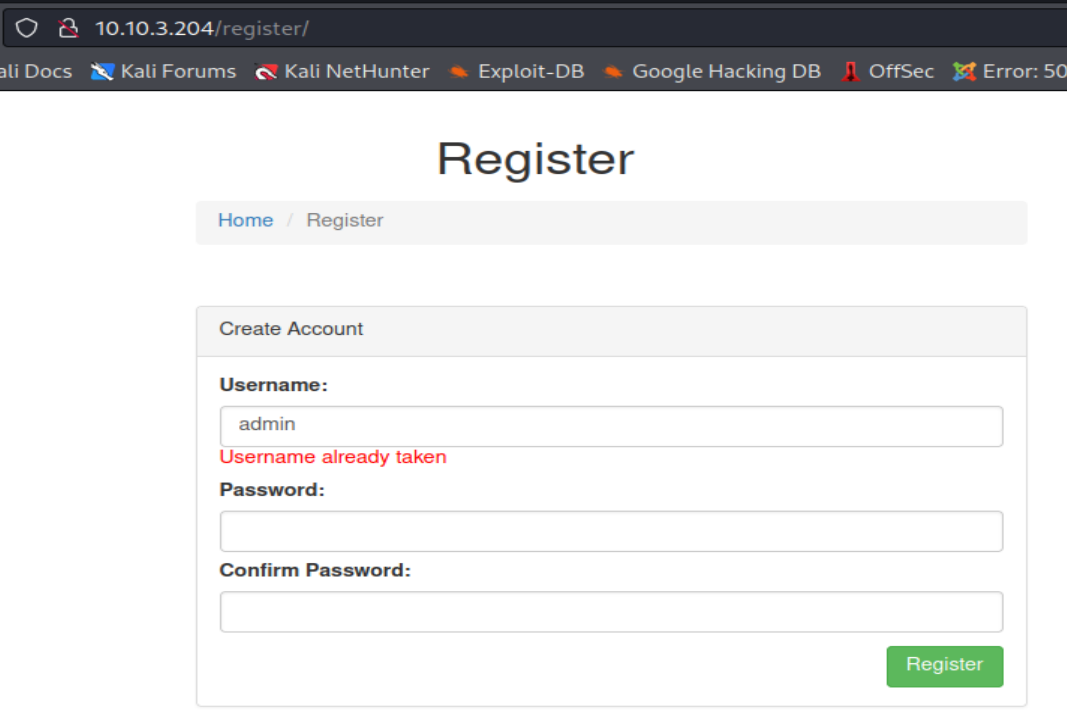 10.10.3.204/register/
ali Docs Kali Forums Kali NetHunter Exploit-DB Google Hacking DB OffSec Error: 50
Register
Home / Register
Create Account
Username:
admin
Username already taken
Password:
Confirm Password:
Register